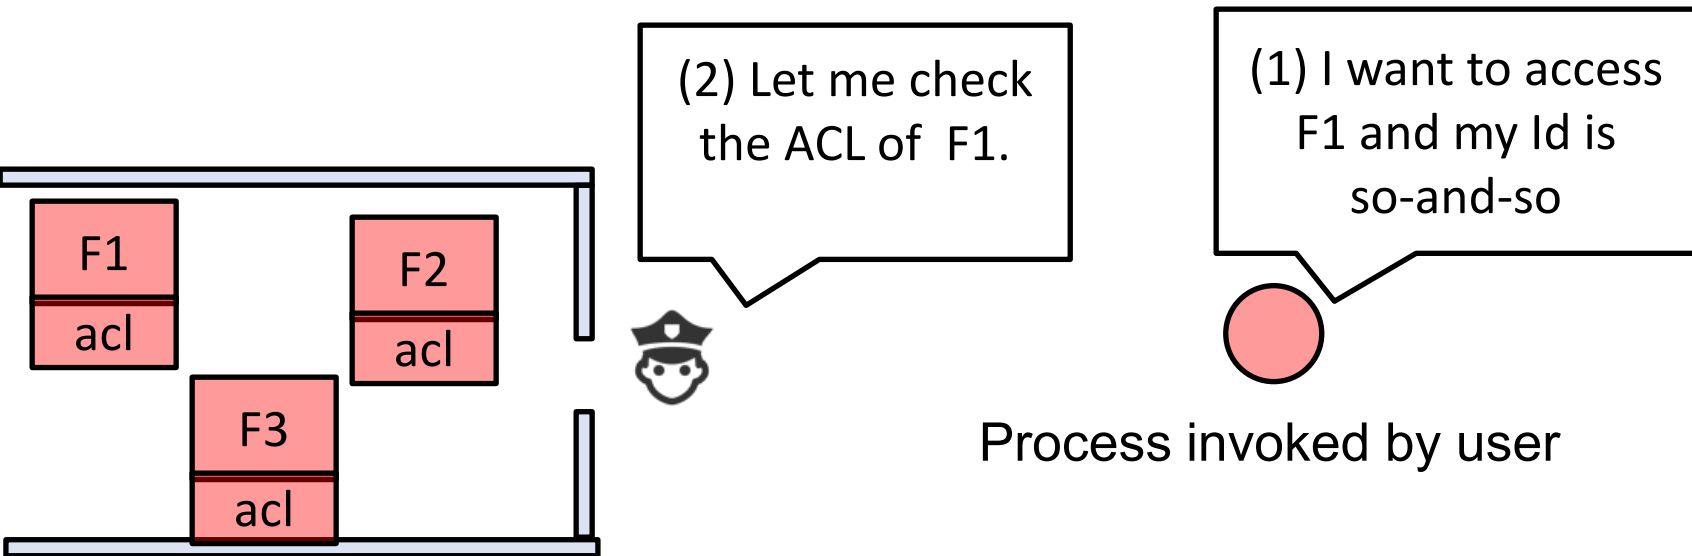 (2) Let me check
the ACL of F1.
(1) I want to access
F1 and my Id is
so-and-so
F1
acl
F2
acl
F3
acl
Process invoked by user